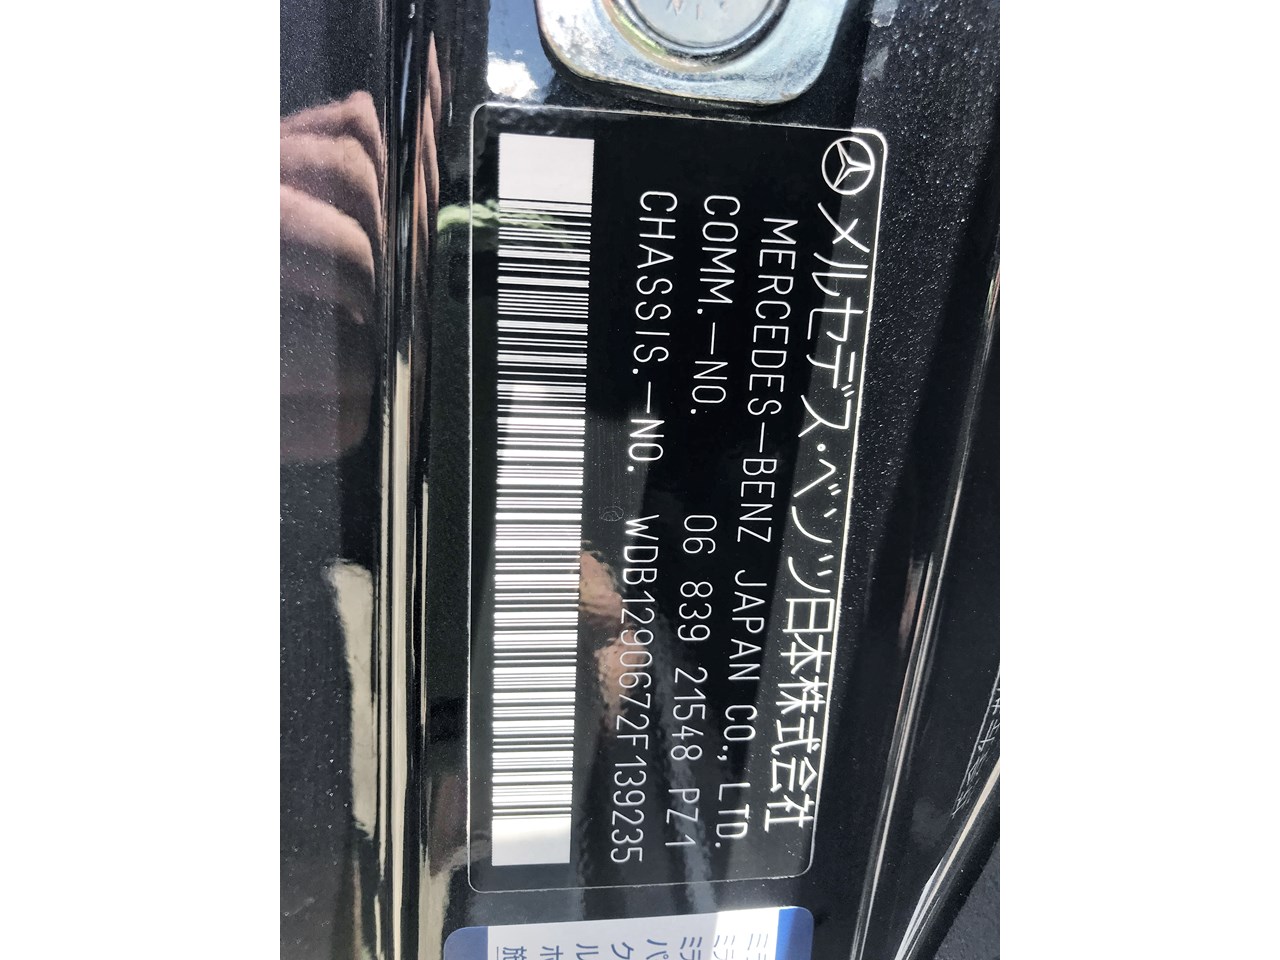 メルセデス・ベンツ日本株式会社
MERCEDES-BENZ JAPAN CO., LTD.
COMM.-NO. 06 839 21548 PZ1
CHASSIS.-NO. WDB1290672F139235